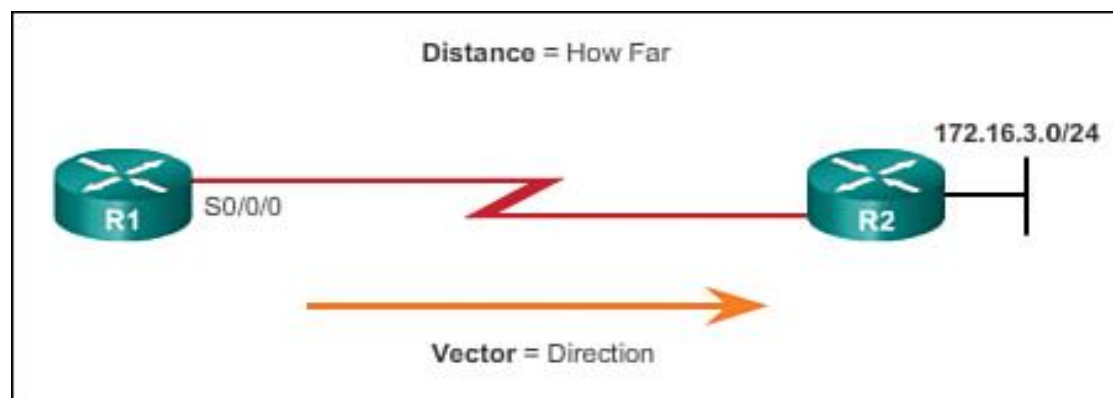 Distance = How Far
172.16.3.0/24
R1
S0/0/0
R2
Vector = Direction